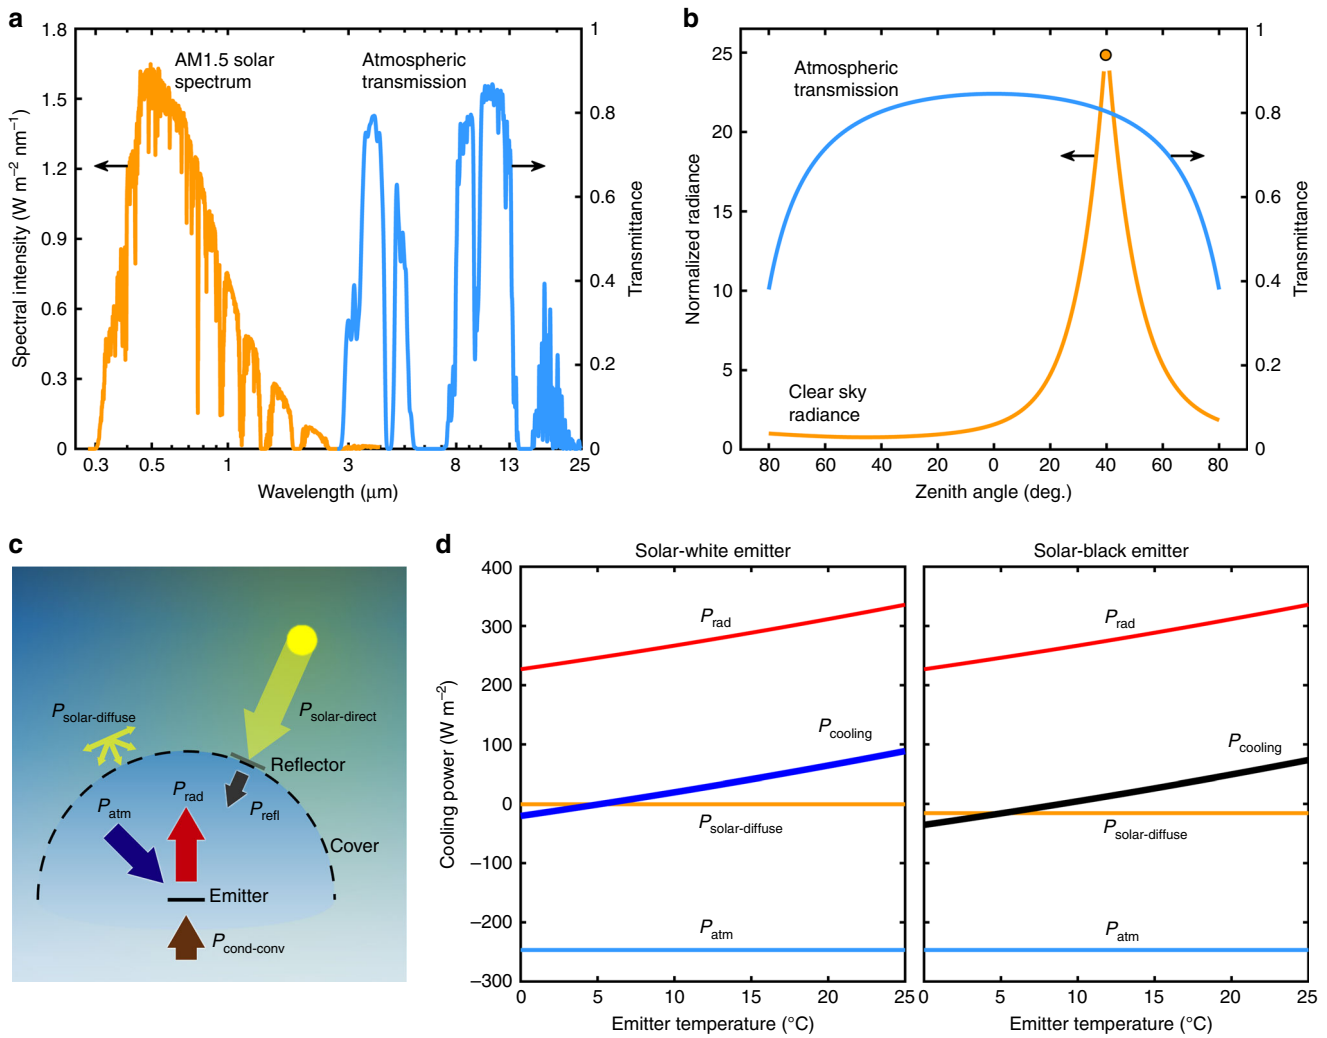 a
1.8
1.5
1.2
0.9
0.6
0.3
0
Spectral intensity (W m−2 nm−1)
AM1.5 solar
spectrum
Atmospheric
transmission
1
0.8
0.6
0.4
0.2
0
Transmittance
0.3
0.5
1
3
8
13
25
Wavelength (μm)
b
25
20
15
10
5
0
Normalized radiance
Atmospheric
transmission
Clear sky
radiance
1
0.8
0.6
0.4
0.2
0
Transmittance
80
60
40
20
0
20
40
60
80
Zenith angle (deg.)
c
Psolar-diffuse
Psolar-direct
Reflector
Prad
Patm
Prefl
Cover
Emitter
Pcond-conv
d
Solar-white emitter
400
300
200
100
0
−100
−200
−300
Cooling power (W m−2)
Prad
Pcooling
Psolar-diffuse
Patm
0
5
10
15
20
25
Emitter temperature (°C)
Solar-black emitter
Prad
Pcooling
Psolar-diffuse
Patm
0
5
10
15
20
25
Emitter temperature (°C)